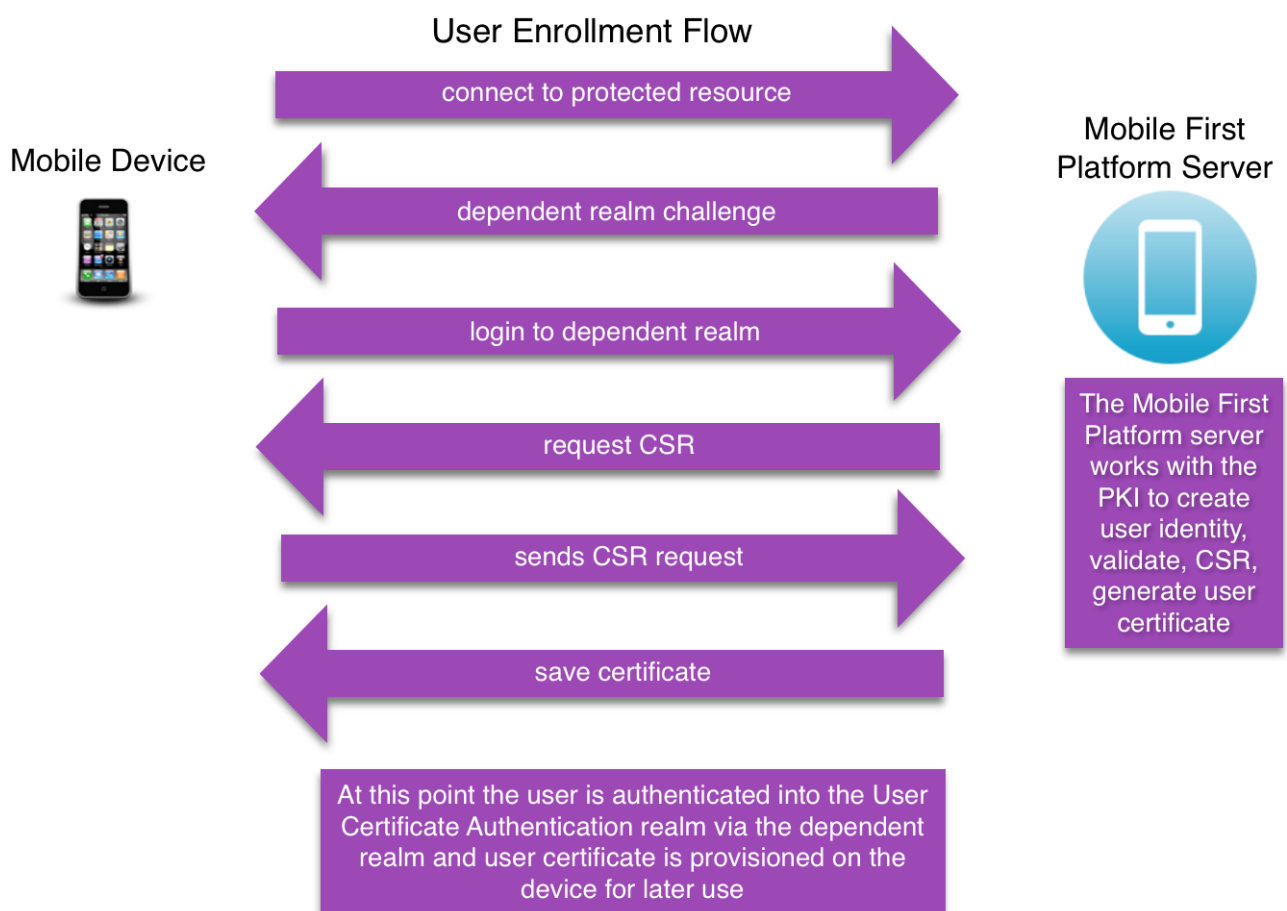 User Enrollment Flow
connect to protected resource
Mobile Device
Mobile First
Platform Server
dependent realm challenge
login to dependent realm
request CSR
sends CSR request
save certificate
The Mobile First
Platform server
works with the
PKI to create
user identity,
validate, CSR,
generate user
certificate
At this point the user is authenticated into the User
Certificate Authentication realm via the dependent
realm and user certificate is provisioned on the
device for later use